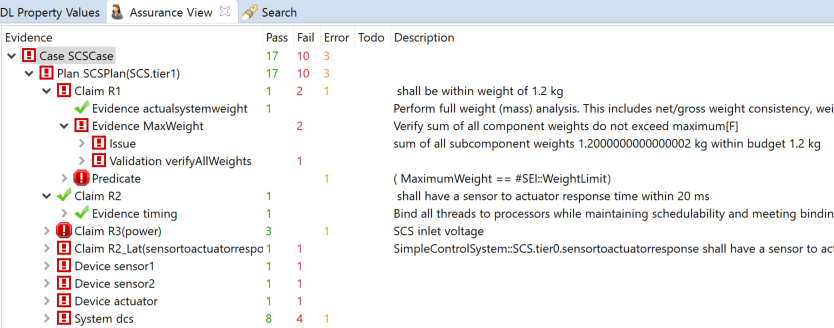 DL Property Values Assurance View Search
Evidence Pass Fail Error Todo Description
Case SCSCase 17 10 3
Plan SCSPlan(SCS.tier1) 17 10 3
Claim R1 1 2 1 shall be within weight of 1.2 kg
Evidence actualsystemweight 1 Perform full weight (mass) analysis. This includes net/gross weight consistency, wei
Evidence MaxWeight 2 Verify sum of all component weights do not exceed maximum[F]
Issue sum of all subcomponent weights 1.2000000000000002 kg within budget 1.2 kg
Validation verifyAllWeights 1
Predicate 1 ( MaximumWeight == #SEI::WeightLimit)
Claim R2 1 shall have a sensor to actuator response time within 20 ms
Evidence timing 1 Bind all threads to processors while maintaining schedulability and meeting bindin
Claim R3(power) 3 1 SCS inlet voltage
Claim R2_Lat(sensortoactuatorrespo 1 1 SimpleControlSystem::SCS.tier0.sensortoactuatorresponse shall have a sensor to act
Device sensor1 1 1
Device sensor2 1 1
Device actuator 1 1
System dcs 8 4 1